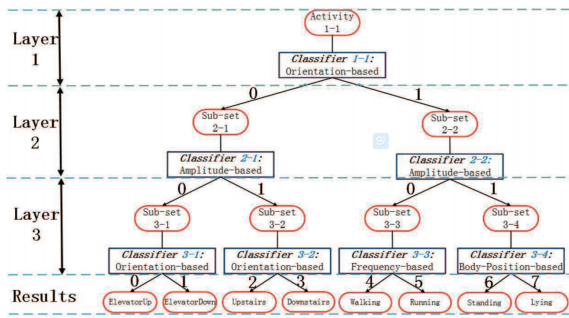 Activity
1-1
Layer
1
Classifier 1-1:
Orientation-based
0
1
Sub-set
2-1
Sub-set
2-2
Layer
2
Classifier 2-1:
Amplitude-based
Classifier 2-2:
Amplitude-based
0
1
0
1
Layer
3
Sub-set
3-1
Sub-set
3-2
Sub-set
3-3
Sub-set
3-4
Classifier 3-1:
Orientation-based
Classifier 3-2:
Orientation-based
Classifier 3-3:
Frequency-based
Classifier 3-4:
Body-Position-based
0
1
2
3
4
5
6
7
Results
ElevatorUp
ElevatorDown
Upstairs
Downstairs
Walking
Running
Standing
Lying